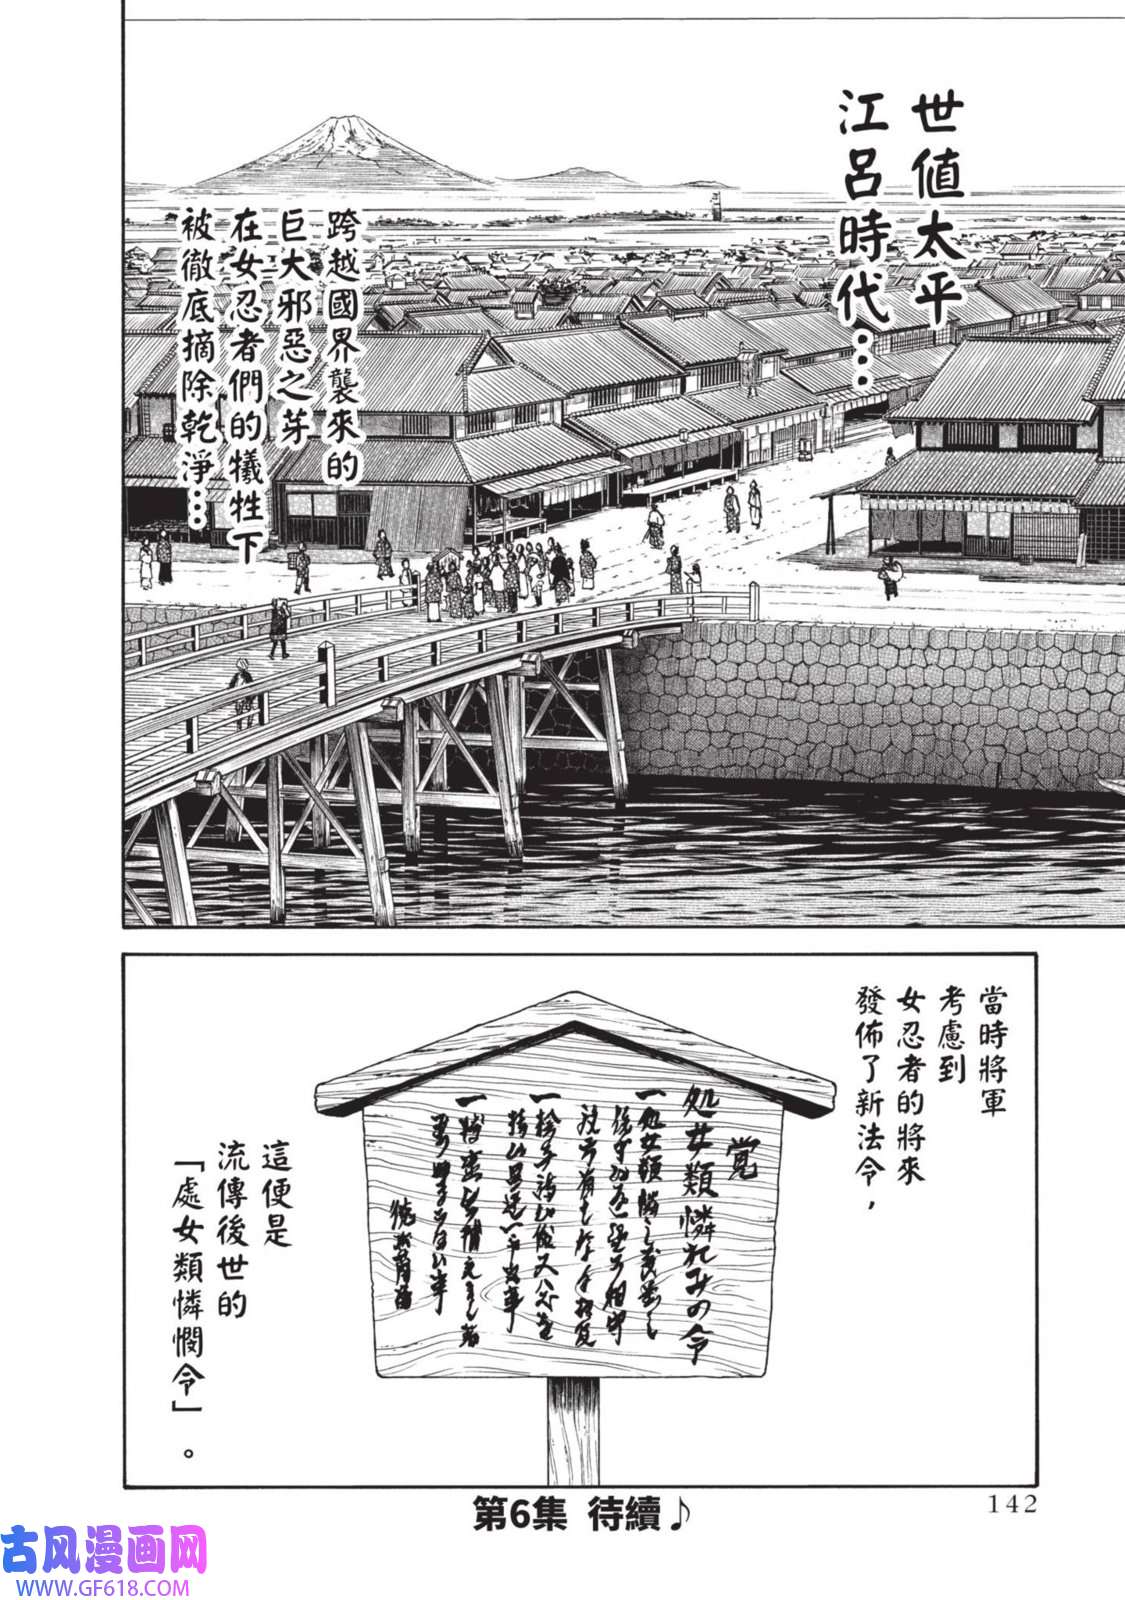 世值太平
江呂時代…
跨越國界襲來的
巨大邪惡之芽
在女忍者們的犧牲下
被徹底摘除乾淨…
當時將軍
考慮到
女忍者的將來
發佈了新法令，
覚
処女類憐れみの令
這便是
流傳後世的
「處女類憐憫令」。
第6集 待續♪
142
古风漫画网
WWW.GF618.COM